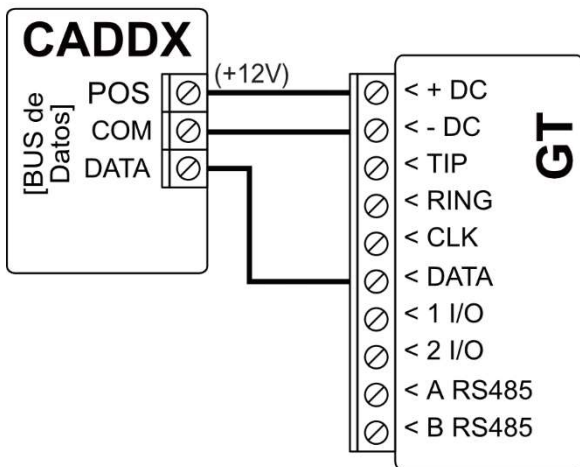 CADDX
[BUS de
Datos]
POS
COM
DATA
(+12V)
< + DC
< - DC
< TIP
< RING
< CLK
< DATA
< 1 I/O
< 2 I/O
< A RS485
< B RS485
GT